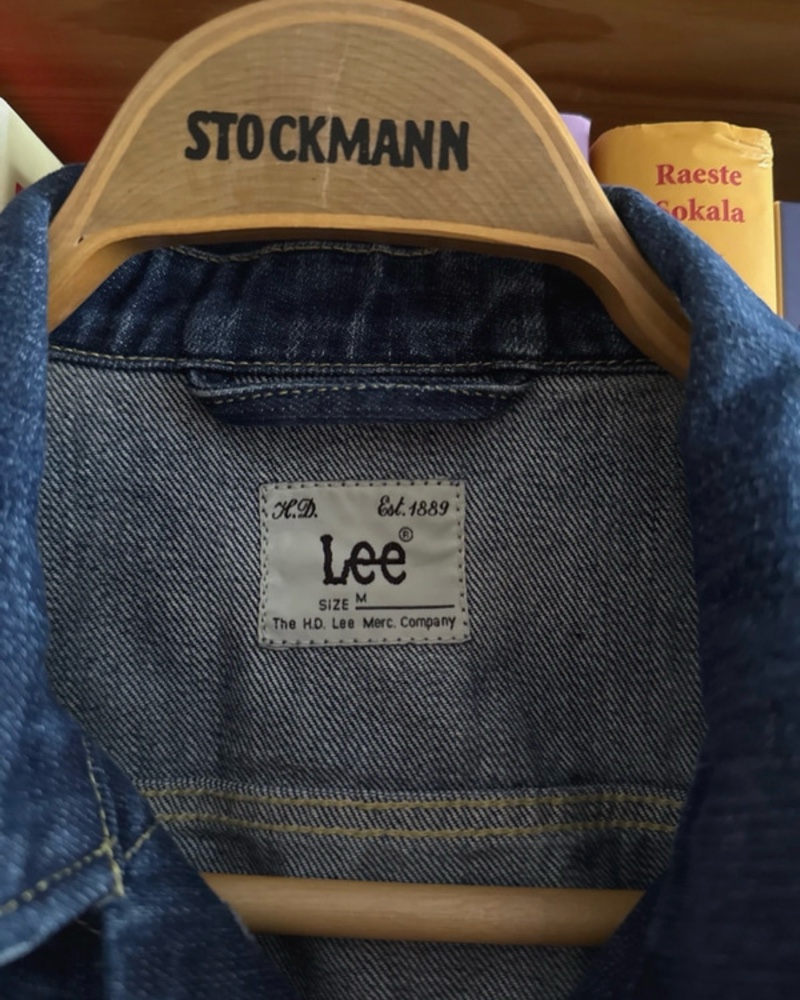 STOCKMANN
Raeste
Sokala
H.D. Est. 1889
Lee®
SIZE M
The H.D. Lee Merc. Company